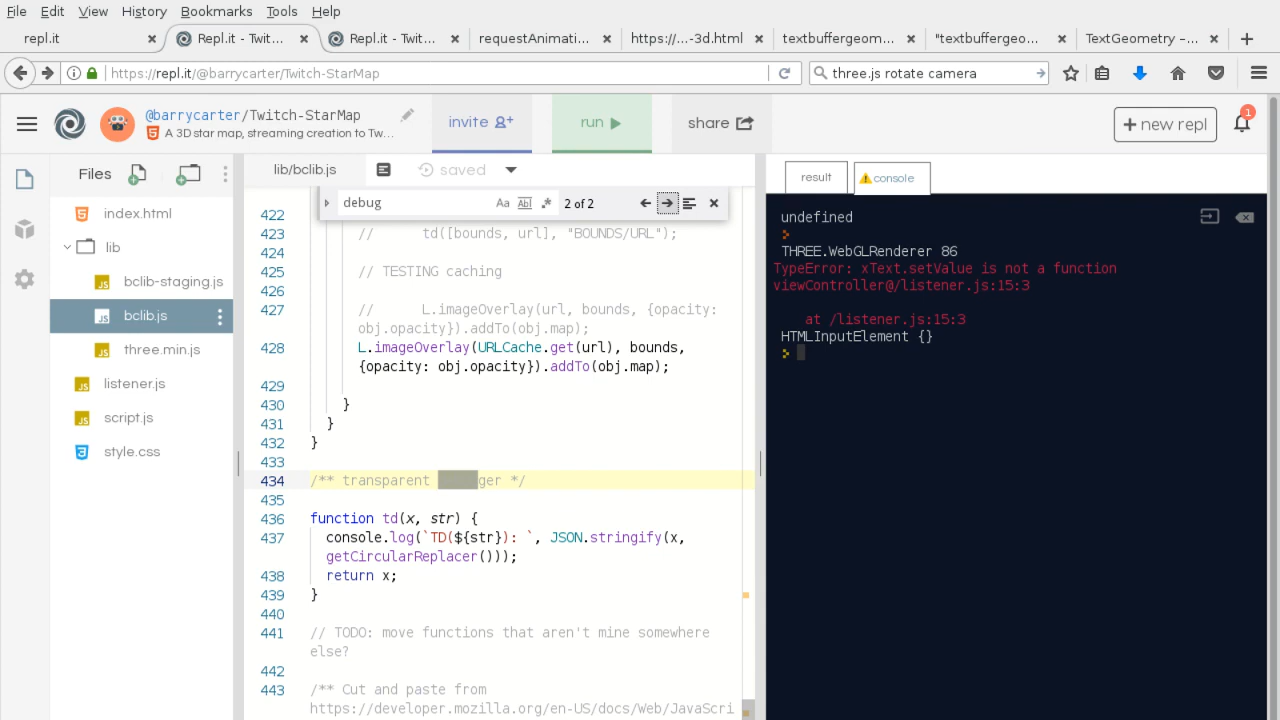 File Edit View History Bookmarks Tools Help
repl.it × Repl.it - Twit... × Repl.it - Twit... × requestAnimati... × https:/...-3d.html × textbuffergeom... × "textbuffergeo... × TextGeometry –... × +
https://repl.it/@barrycarter/Twitch-StarMap
three.js rotate camera
@barrycarter/Twitch-StarMap
A 3D star map, streaming creation to Tw...
invite
run
share
+ new repl
1
Files
lib/bclib.js
saved
result
console
index.html
lib
bclib-staging.js
bclib.js
three.min.js
listener.js
script.js
style.css
debug
Aa Abl .* 2 of 2
422
423 // td([bounds, url], "BOUNDS/URL");
424
425 // TESTING caching
426
427 // L.imageOverlay(url, bounds, {opacity:
obj.opacity}).addTo(obj.map);
428 L.imageOverlay(URLCache.get(url), bounds,
{opacity: obj.opacity}).addTo(obj.map);
429
430 }
431 }
432 }
433
434 /** transparent ger */
435
436 function td(x, str) {
437 console.log(`TD(${str}): `, JSON.stringify(x,
getCircularReplacer()));
438 return x;
439 }
440
441 // TODO: move functions that aren't mine somewhere
else?
442
443 /** Cut and paste from
https://developer.mozilla.org/en-US/docs/Web/JavaScri
undefined
THREE.WebGLRenderer 86
TypeError: xText.setValue is not a function
viewController@/listener.js:15:3
at /listener.js:15:3
HTMLInputElement {}